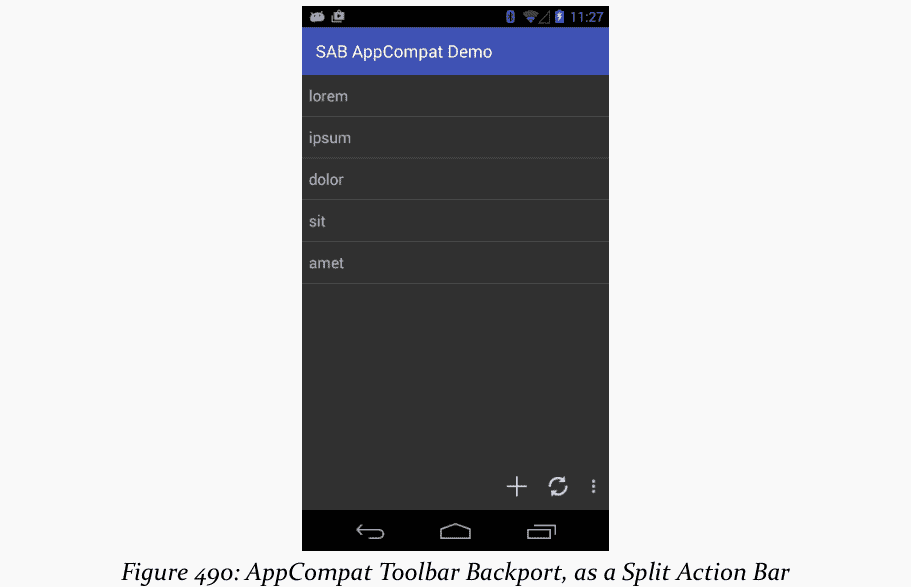 11:27
SAB AppCompat Demo
lorem
ipsum
dolor
sit
amet
Figure 490: AppCompat Toolbar Backport, as a Split Action Bar